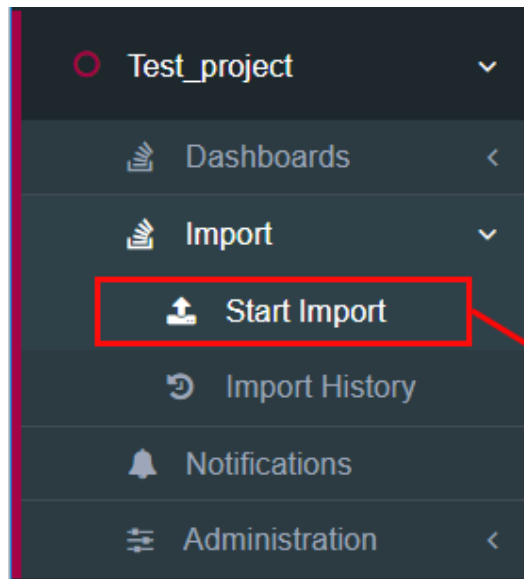 Test_project
Dashboards
Import
Start Import
Import History
Notifications
Administration